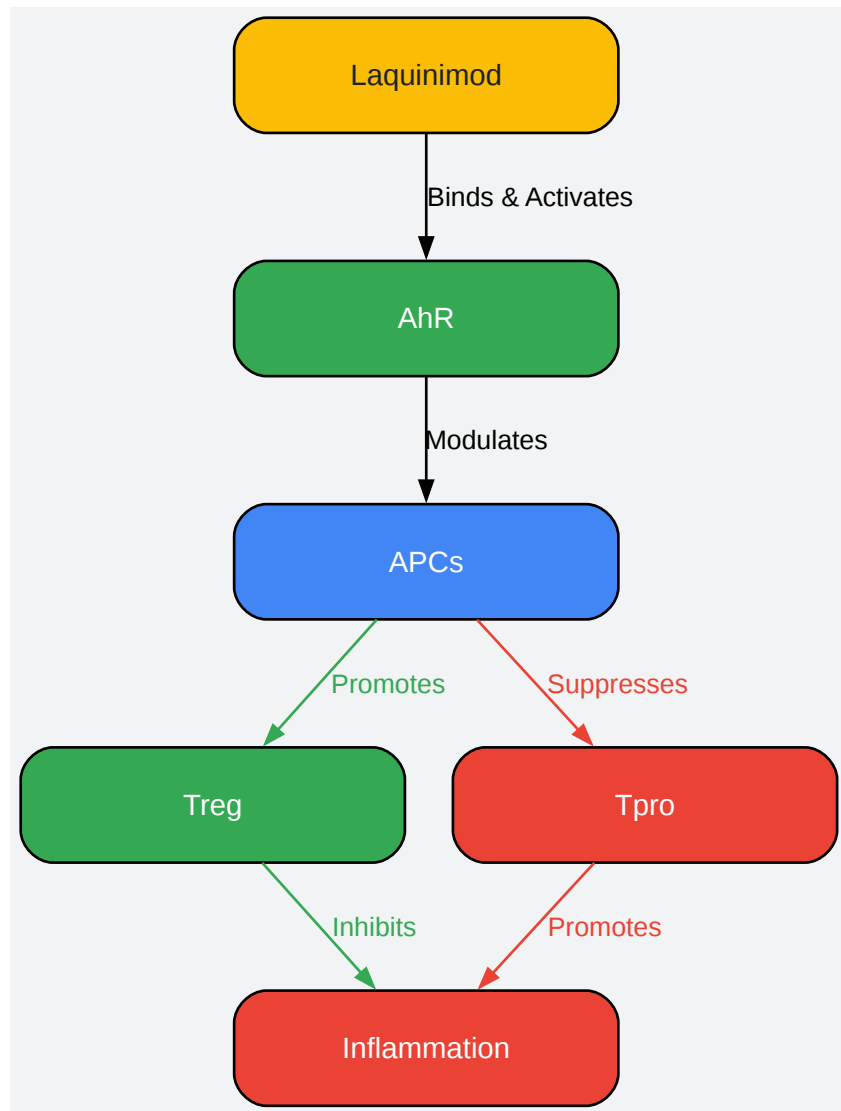 Laquinimod
Binds & Activates
AhR
Modulates
APCs
Promotes
Suppresses
Treg
Tpro
Inhibits
Promotes
Inflammation